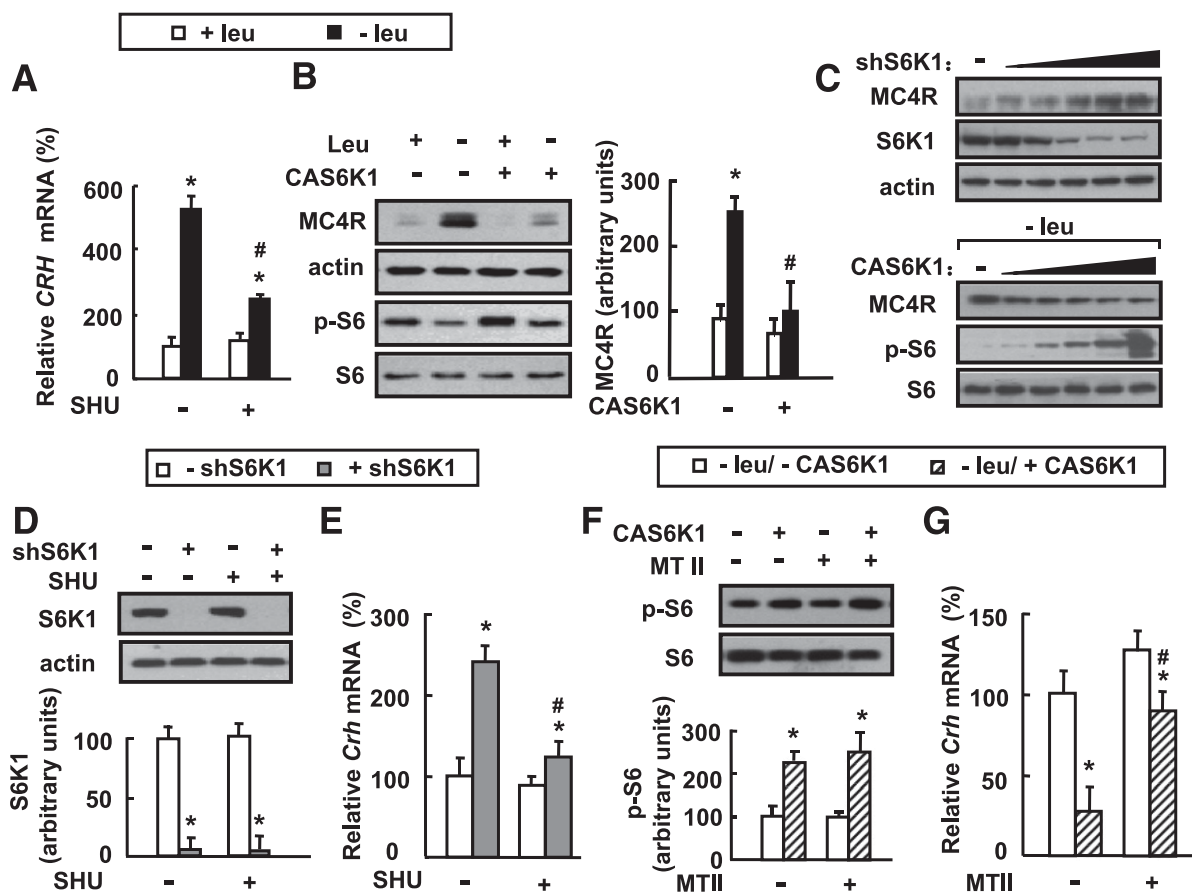 + leu - leu
A
Relative CRH mRNA (%)
600
400
200
0
* # *
SHU - +
B
Leu + - + -
CAS6K1 - - + +
MC4R
actin
p-S6
S6
MC4R (arbitrary units)
300
200
100
0
* #
CAS6K1 - +
C
shS6K1: -
MC4R
S6K1
actin
- leu
CAS6K1: -
MC4R
p-S6
S6
- shS6K1 + shS6K1
D
shS6K1 - + - +
SHU - - + +
S6K1
actin
S6K1
(arbitrary units)
100
50
0
* *
SHU - +
E
Relative Crh mRNA (%)
300
200
100
0
* # *
SHU - +
- leu/ - CAS6K1 - leu/ + CAS6K1
F
CAS6K1 - + - +
MT II - - + +
p-S6
S6
p-S6
(arbitrary units)
300
200
100
0
* *
MTII - +
G
Relative Crh mRNA (%)
150
100
50
0
* # *
MTII - +